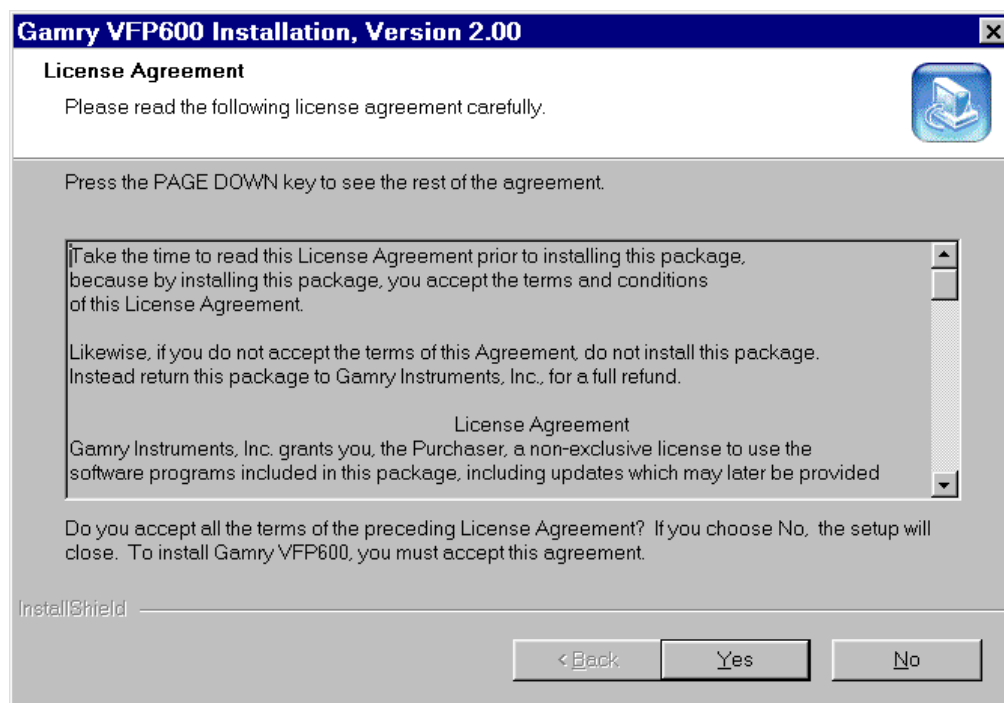 Gamry VFP600 Installation, Version 2.00
License Agreement
Please read the following license agreement carefully.
Press the PAGE DOWN key to see the rest of the agreement.
Take the time to read this License Agreement prior to installing this package,
because by installing this package, you accept the terms and conditions
of this License Agreement.
Likewise, if you do not accept the terms of this Agreement, do not install this package.
Instead return this package to Gamry Instruments, Inc., for a full refund.
License Agreement
Gamry Instruments, Inc. grants you, the Purchaser, a non-exclusive license to use the
software programs included in this package, including updates which may later be provided
Do you accept all the terms of the preceding License Agreement? If you choose No, the setup will
close. To install Gamry VFP600, you must accept this agreement.
InstallShield
< Back Yes No